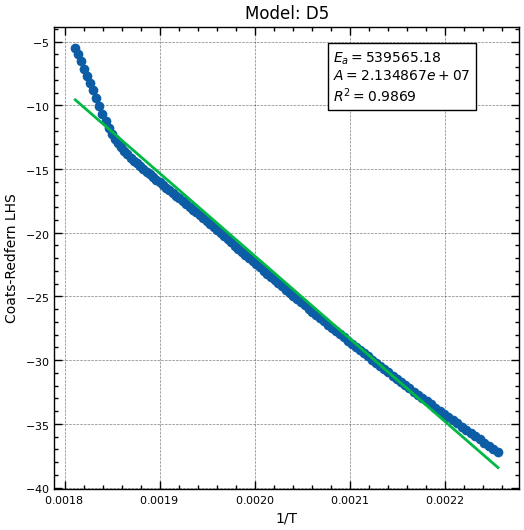 Model: D5
E_a = 539565.18
A = 2.134867e + 07
R^2 = 0.9869
Coats-Redfern LHS
−5
−10
−15
−20
−25
−30
−35
−40
0.0018 0.0019 0.0020 0.0021 0.0022
1/T